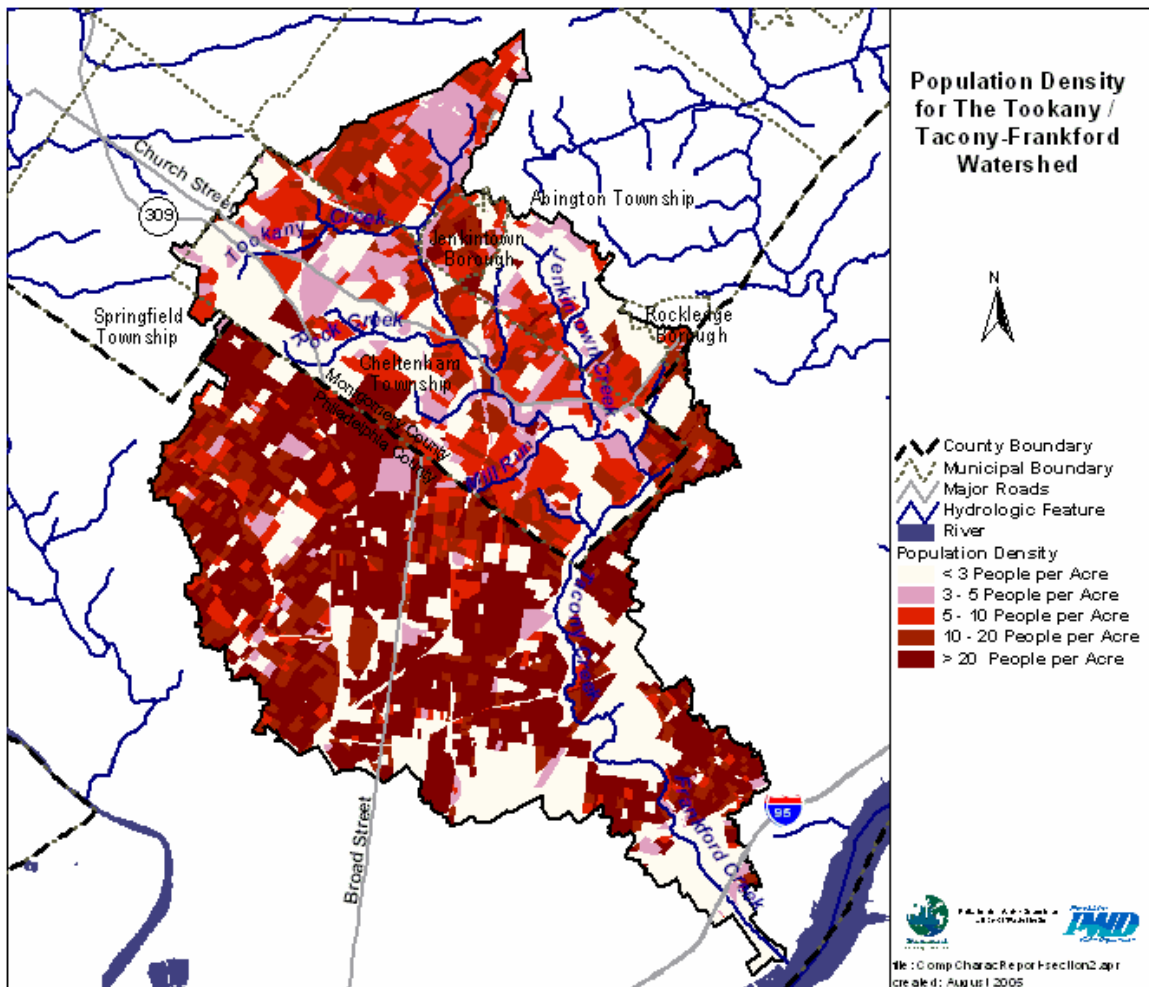 Population Density
for The Tookany /
Tacony-Frankford
Watershed
N
County Boundary
Municipal Boundary
Major Roads
Hydrologic Feature
River
Population Density
< 3 People per Acre
3 - 5 People per Acre
5 - 10 People per Acre
10 - 20 People per Acre
> 20 People per Acre
PWD
file: CompCharacReport-section2.apr
created: August 2005
Church Street
309
Tookany Creek
Abington Township
Jenkintown
Borough
Jenkintown Creek
Springfield
Township
Rock Creek
Rockledge
Borough
Cheltenham
Township
Montgomery County
Philadelphia County
Mill Run
Tacony Creek
Broad Street
Frankford Creek
95